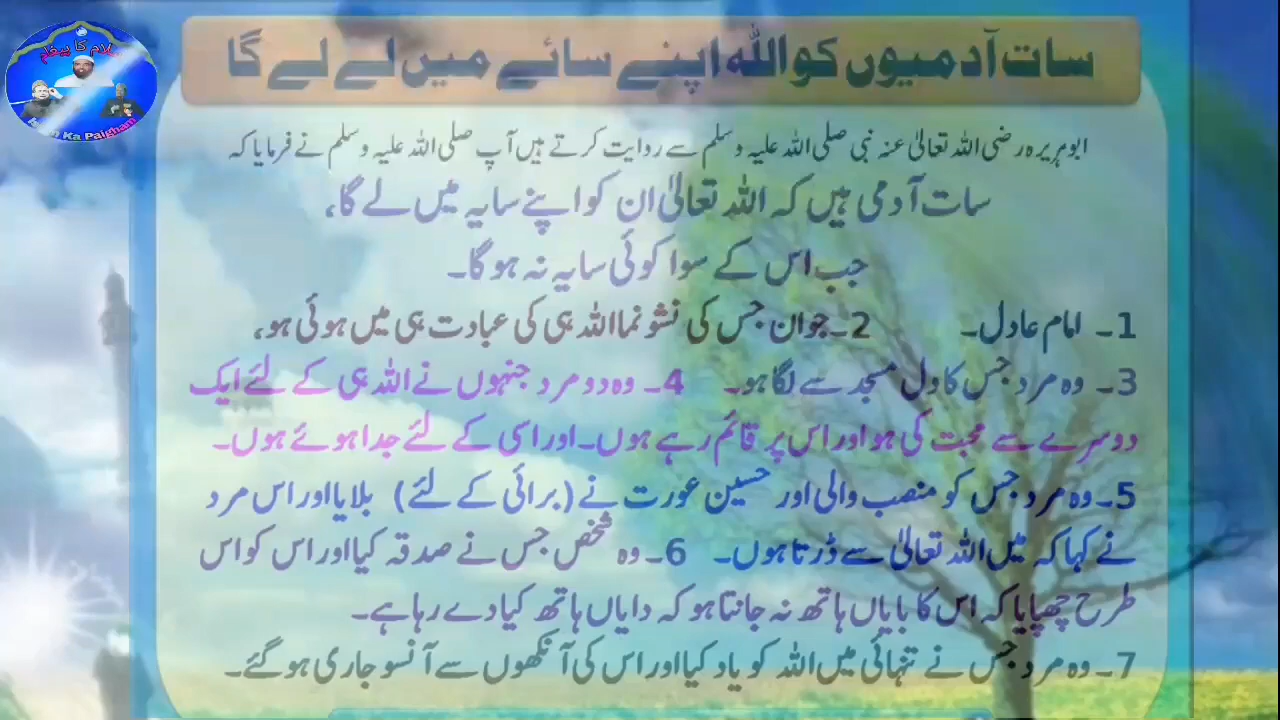 سلام کا پیغام
Ka Paigham
سات آدمیوں کو اللہ اپنے سائے میں لے لے گا
ابو ہریرہ رضی اللہ تعالیٰ عنہ نبی صلی اللہ علیہ وسلم سے روایت کرتے ہیں آپ صلی اللہ علیہ وسلم نے فرمایا کہ
سات آدمی ہیں کہ اللہ تعالیٰ ان کو اپنے سایہ میں لے گا،
جب اس کے سوا کوئی سایہ نہ ہوگا۔
1۔ امام عادل۔ 2۔جوان جس کی نشو نما اللہ ہی کی عبادت ہی میں ہوئی ہو،
3۔ وہ مرد جس کا دل مسجد سے لگا ہو۔ 4۔ وہ دو مرد جنہوں نے اللہ ہی کے لئے ایک
دوسرے سے محبت کی ہو اور اس پر قائم رہے ہوں۔اور اسی کے لئے جدا ہوئے ہوں۔
5۔وہ مرد جس کو منصب والی اور حسین عورت نے (برائی کے لئے) بلایا اور اس مرد
نے کہا کہ میں اللہ تعالیٰ سے ڈرتا ہوں۔ 6۔وہ شخص جس نے صدقہ کیا اور اس کو اس
طرح چھپایا کہ اس کا بایاں ہاتھ نہ جانتا ہو کہ دایاں ہاتھ کیا دے رہا ہے۔
7۔وہ مرد جس نے تنہائی میں اللہ کو یاد کیا اور اس کی آنکھوں سے آنسو جاری ہو گئے۔